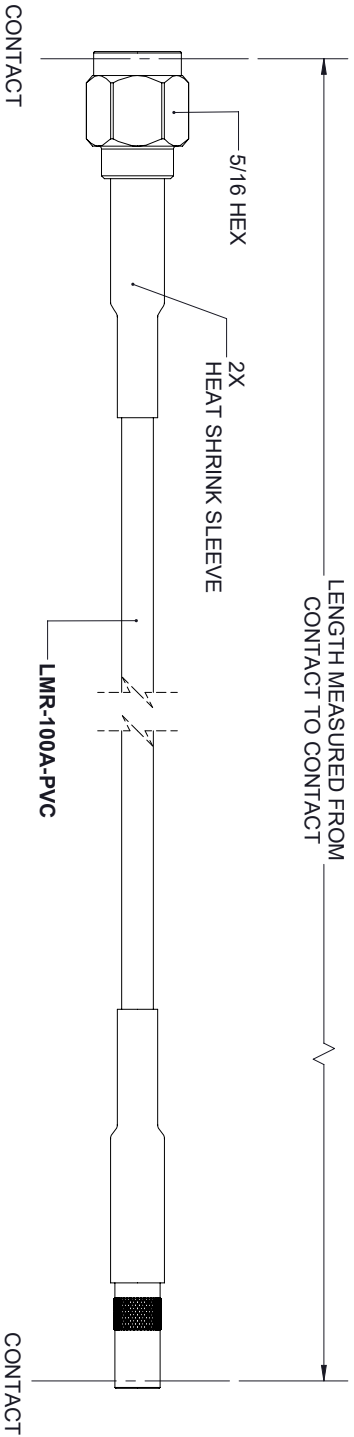 LENGTH MEASURED FROM
CONTACT TO CONTACT
5/16 HEX
2X
HEAT SHRINK SLEEVE
LMR-100A-PVC
CONTACT
CONTACT